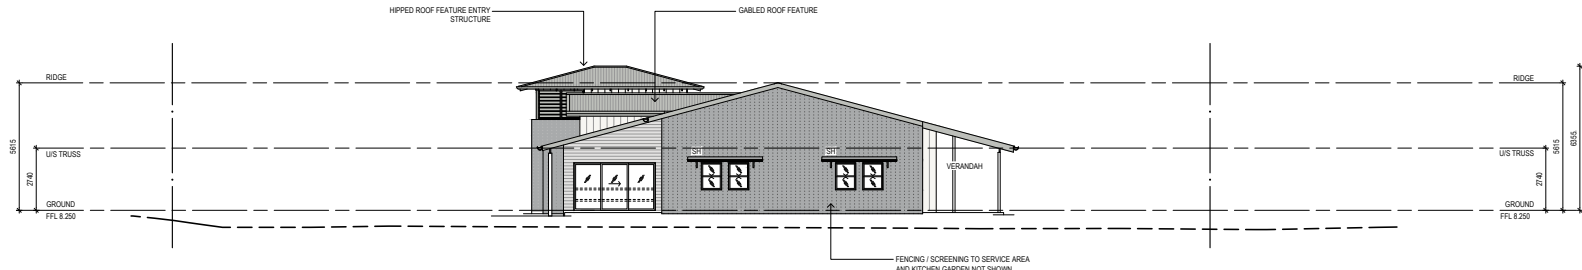 HIPPED ROOF FEATURE ENTRY
STRUCTURE
GABLED ROOF FEATURE
RIDGE
RIDGE
5615
2740
U/S TRUSS
SH
SH
VERANDAH
U/S TRUSS
2740
5615
6355
GROUND
FFL 8.250
GROUND
FFL 8.250
FENCING / SCREENING TO SERVICE AREA
AND KITCHEN GARDEN NOT SHOWN